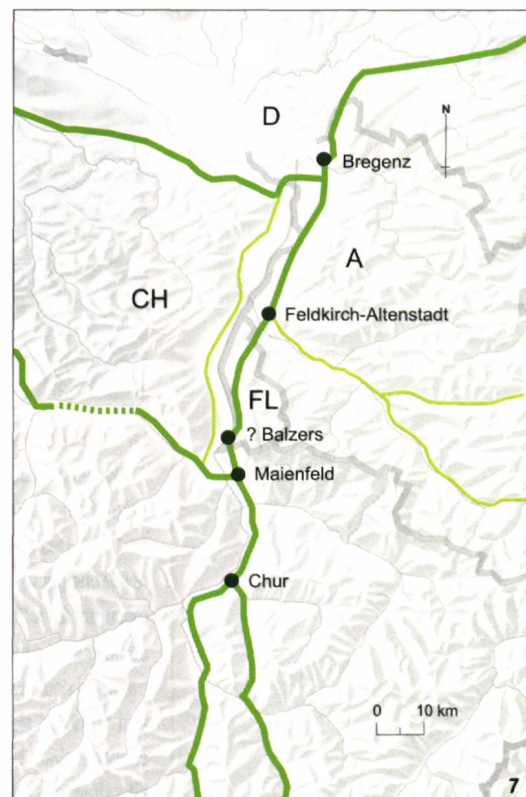 D
N
Bregenz
A
CH
Feldkirch-Altenstadt
FL
? Balzers
Maienfeld
Chur
0 10 km
7